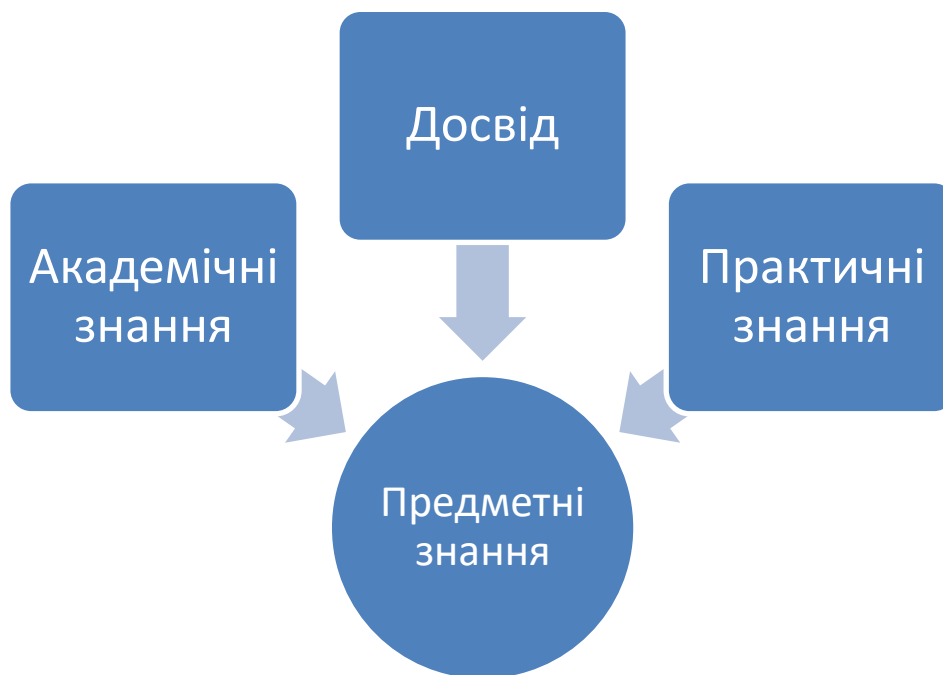 Досвід
Академічні
знання
Практичні
знання
Предметні
знання